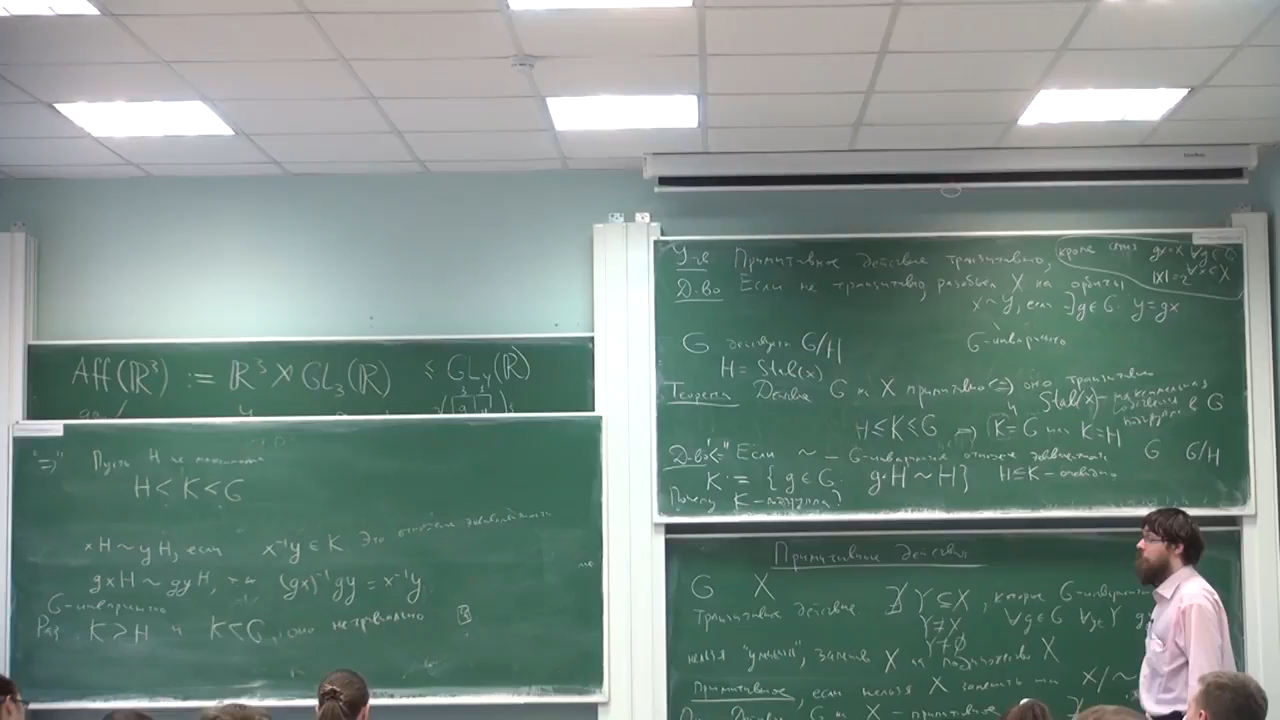 Aff(ℝ³) := ℝ³ ⋋ GL₃(ℝ) ≤ GL₄(ℝ)
"⇒" Пусть H не максимальна
H < K < G
xH ~ yH, если x⁻¹y ∈ K Это отношение эквивалентности
gxH ~ gyH, (gx)⁻¹gy = x⁻¹y
G-инвариантно
Раз K > H и K < G, оно нетривиально
У-е Примитивное действие транзитивно, кроме gx = x ∀g ∈ G ∀x ∈ X |X| = 2
Д-во Если не транзитивно, разобьем X на орбиты
x ~ y, если ∃g ∈ G: y = gx
G-инвариантно
G действует G/H
H = Stab(x)
Теорема Действие G на X примитивно ⇔ оно транзитивно
и Stab(x) – максимальная подгруппа в G
H ≤ K ≤ G ⇒ K = G или K = H
Д-во "⇐" Если ~ – G-инвариантное отношение эквивалентности G G/H
K := {g ∈ G: g·H ~ H} H ≤ K – очевидно
Почему K – подгруппа?
Примитивные действия
G X
Транзитивное действие: ∄ Y ⊆ X, которое G-инвариантно
Y ≠ X ∀g ∈ G ∀y ∈ Y
Y ≠ ∅
нельзя "уменьшить", заменив X на подмножество X
Примитивное, если нельзя X заменить на X/~
G на X – примитивное